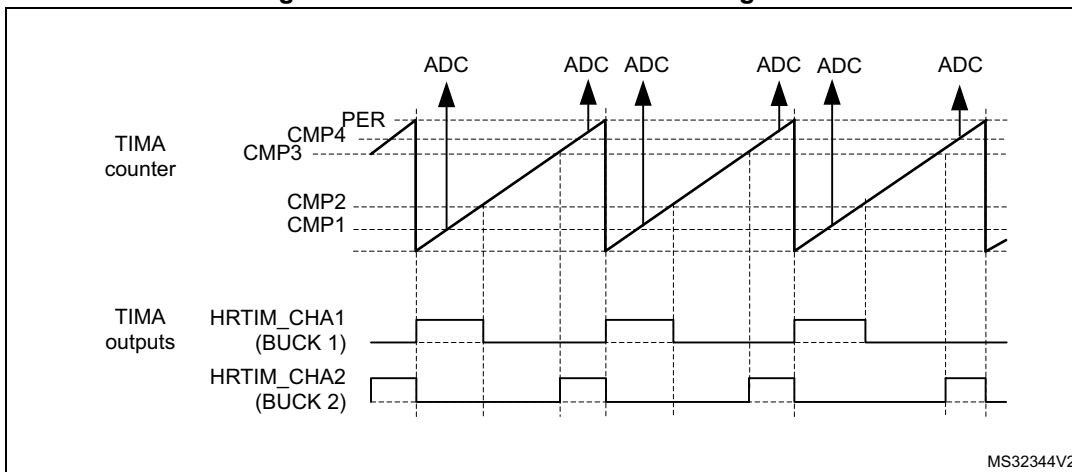 ADC ADC ADC ADC ADC ADC
PER
CMP4
CMP3
TIMA
counter
CMP2
CMP1
TIMA
outputs
HRTIM_CHA1
(BUCK 1)
HRTIM_CHA2
(BUCK 2)
MS32344V2